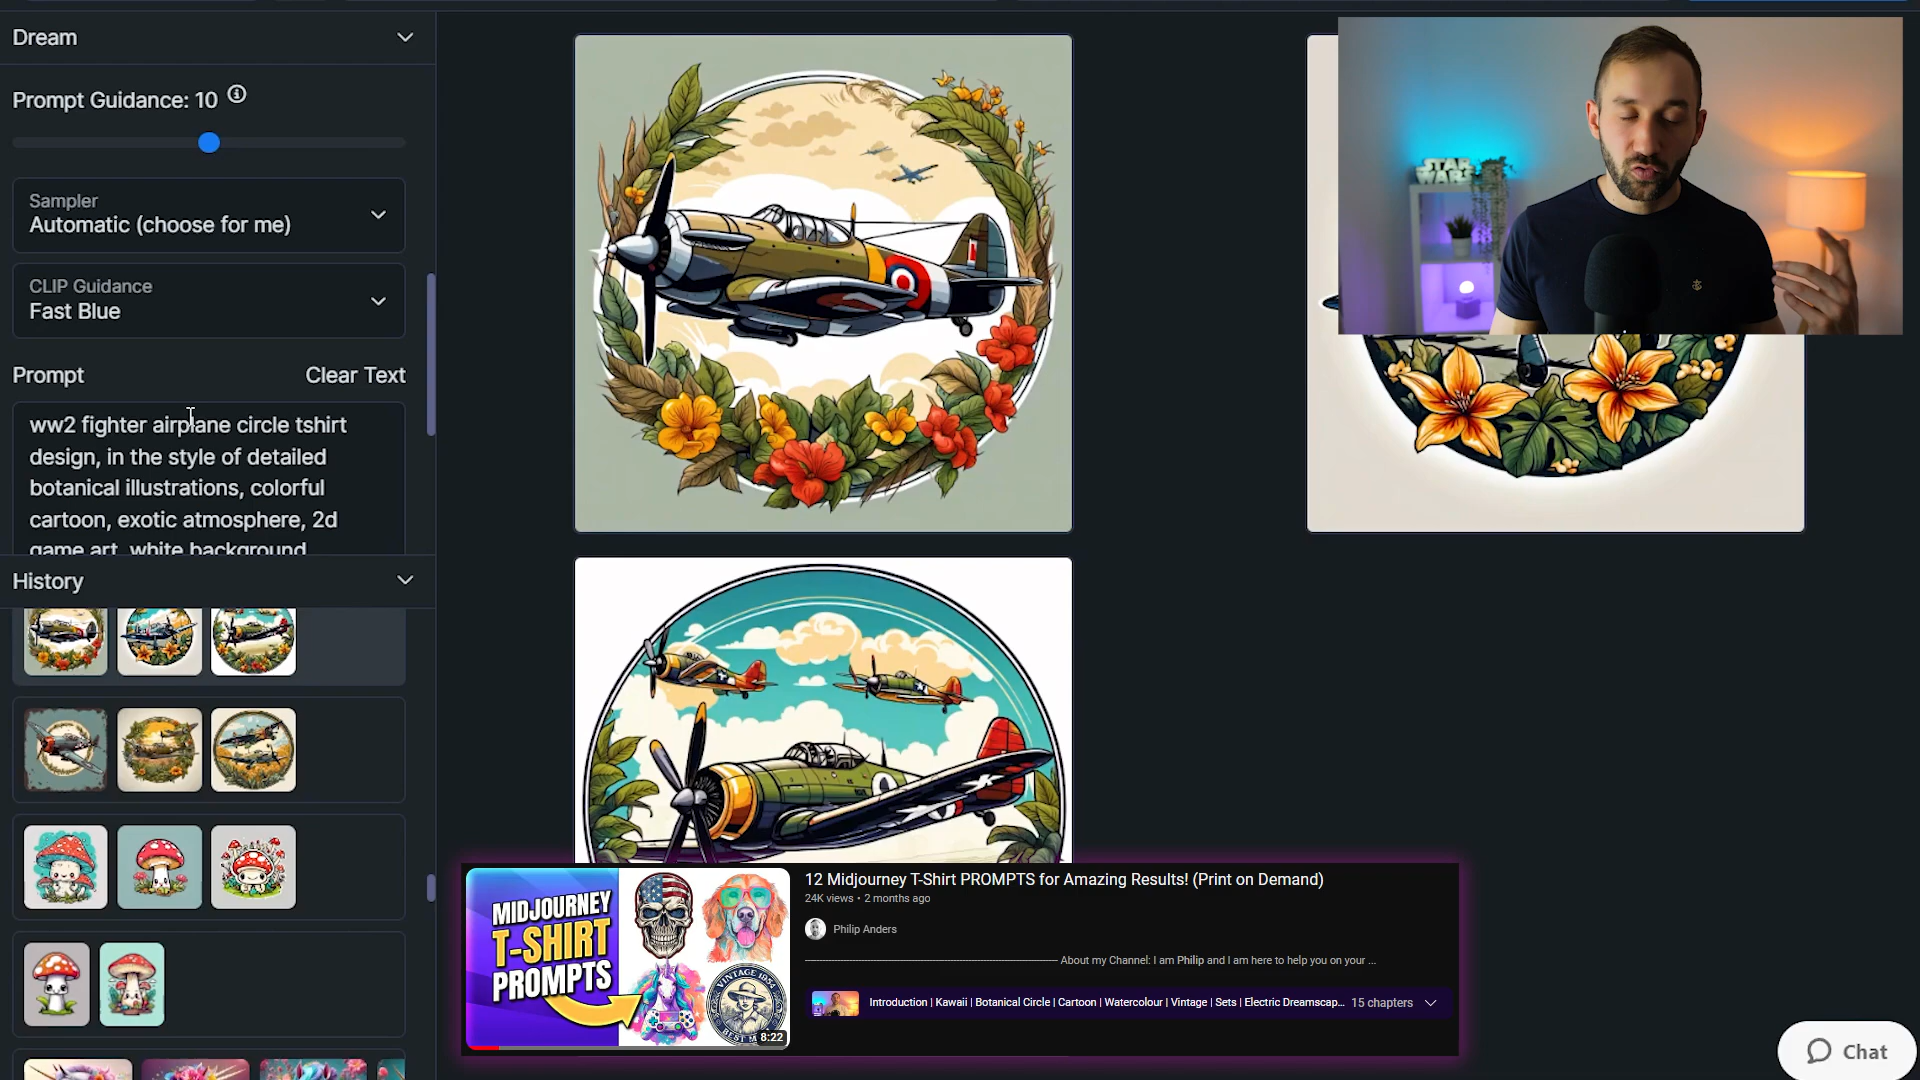 Dream
Prompt Guidance: 10
Sampler
Automatic (choose for me)
CLIP Guidance
Fast Blue
Prompt Clear Text
ww2 fighter airplane circle tshirt
design, in the style of detailed
botanical illustrations, colorful
cartoon, exotic atmosphere, 2d
game art, white background
History
STAR
WARS
MIDJOURNEY
T-SHIRT
PROMPTS
VINTAGE 1954
8:22
12 Midjourney T-Shirt PROMPTS for Amazing Results! (Print on Demand)
24K views • 2 months ago
Philip Anders
About my Channel: I am Philip and I am here to help you on your ...
Introduction | Kawaii | Botanical Circle | Cartoon | Watercolour | Vintage | Sets | Electric Dreamscap... 15 chapters
Chat